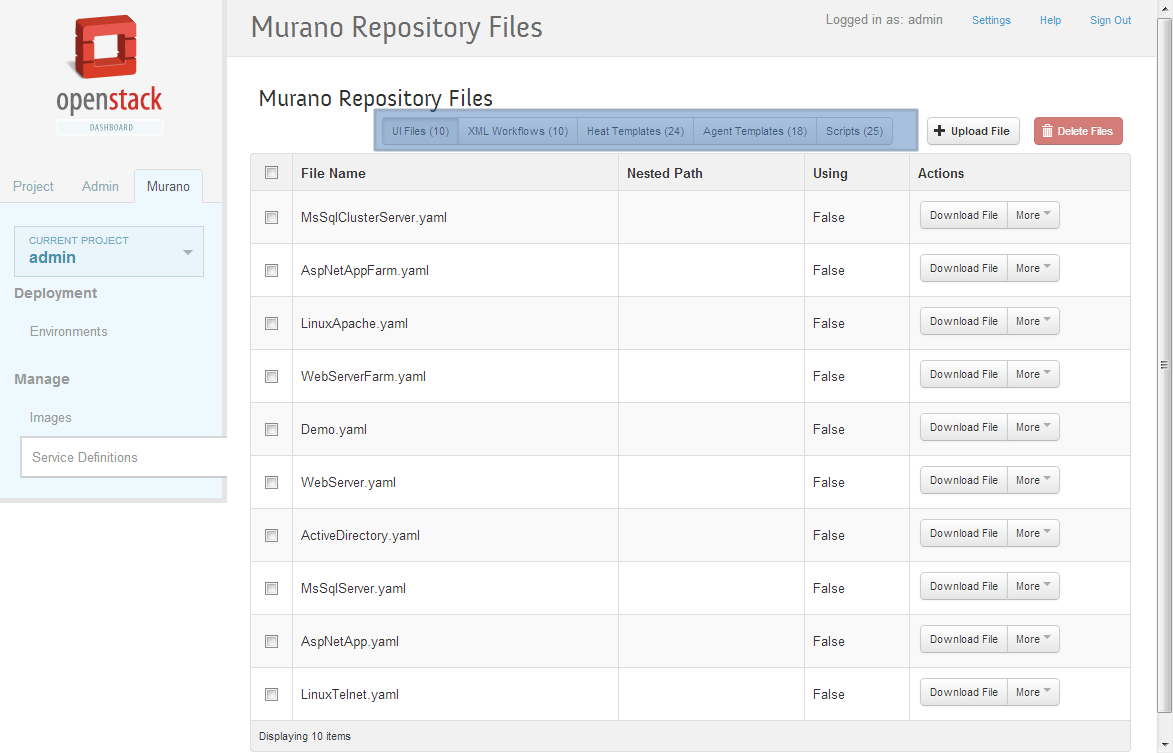 openstack
DASHBOARD
Project Admin Murano
CURRENT PROJECT
admin
Deployment
Environments
Manage
Images
Service Definitions
Murano Repository Files
Logged in as: admin Settings Help Sign Out
Murano Repository Files
UI Files (10) XML Workflows (10) Heat Templates (24) Agent Templates (18) Scripts (25) Upload File Delete Files
File Name Nested Path Using Actions
MsSqlClusterServer.yaml False Download File More
AspNetAppFarm.yaml False Download File More
LinuxApache.yaml False Download File More
WebServerFarm.yaml False Download File More
Demo.yaml False Download File More
WebServer.yaml False Download File More
ActiveDirectory.yaml False Download File More
MsSqlServer.yaml False Download File More
AspNetApp.yaml False Download File More
LinuxTelnet.yaml False Download File More
Displaying 10 items